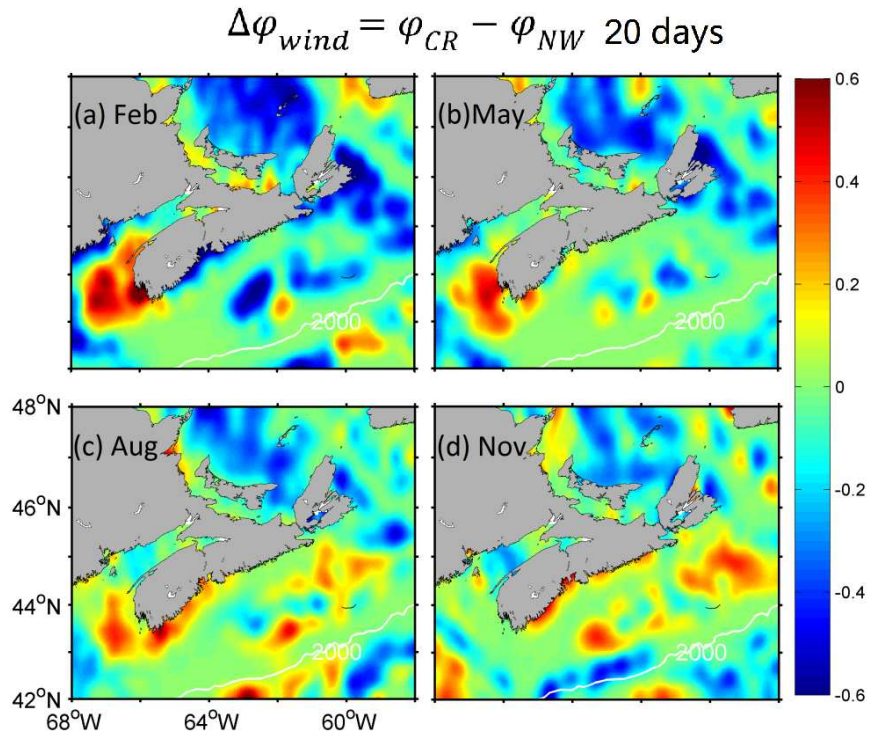 Δφwind = φCR − φNW 20 days
(a) Feb
(b)May
0.6
0.4
0.2
0
-0.2
-0.4
-0.6
2000
2000
(c) Aug
(d) Nov
48°N
46°N
44°N
42°N
2000
2000
68°W 64°W 60°W